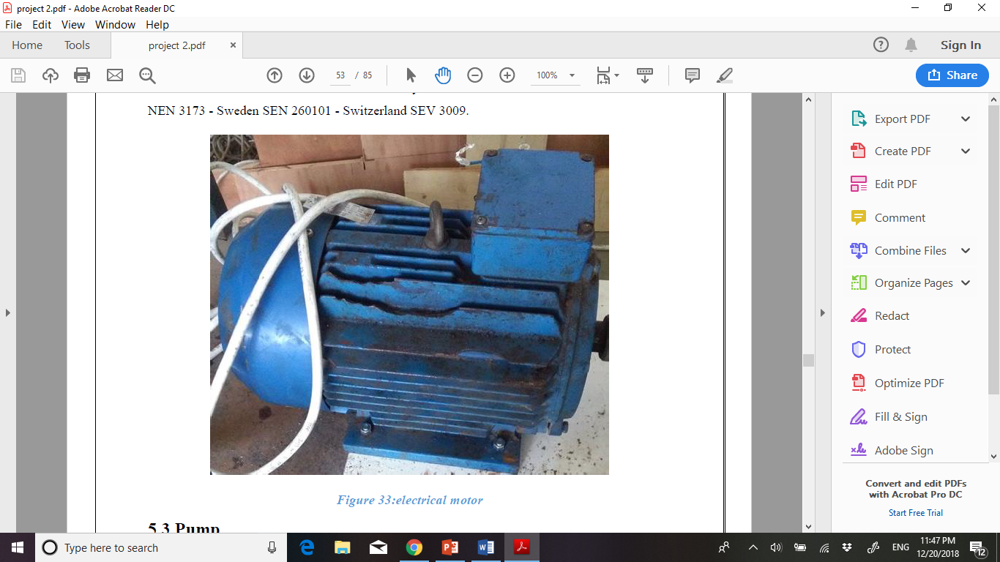 project 2.pdf - Adobe Acrobat Reader DC
File Edit View Window Help
Home Tools project 2.pdf × Sign In
53 / 85 100% Share
NEN 3173 - Sweden SEN 260101 - Switzerland SEV 3009.
Figure 33:electrical motor
5.3 Pump
Export PDF
Create PDF
Edit PDF
Comment
Combine Files
Organize Pages
Redact
Protect
Optimize PDF
Fill & Sign
Adobe Sign
Convert and edit PDFs
with Acrobat Pro DC
Start Free Trial
Type here to search
ENG
11:47 PM
12/20/2018
12